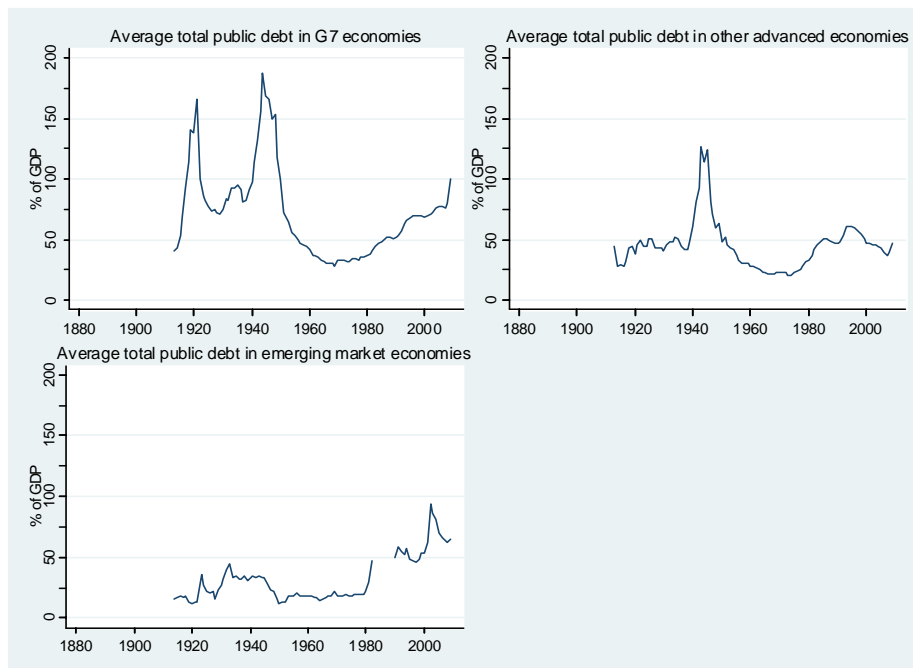 Average total public debt in G7 economies
% of GDP
200
150
100
50
0
1880 1900 1920 1940 1960 1980 2000
Average total public debt in other advanced economies
% of GDP
200
150
100
50
0
1880 1900 1920 1940 1960 1980 2000
Average total public debt in emerging market economies
% of GDP
200
150
100
50
0
1880 1900 1920 1940 1960 1980 2000